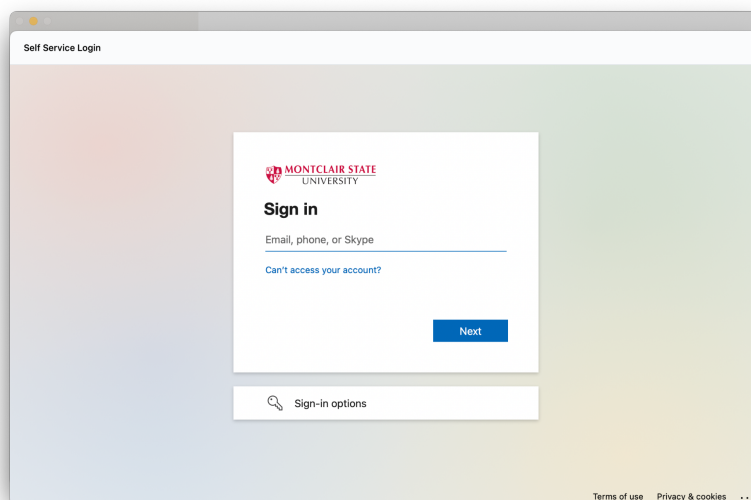 Self Service Login
MONTCLAIR STATE
UNIVERSITY
Sign in
Email, phone, or Skype
Can't access your account?
Next
Sign-in options
Terms of use Privacy & cookies